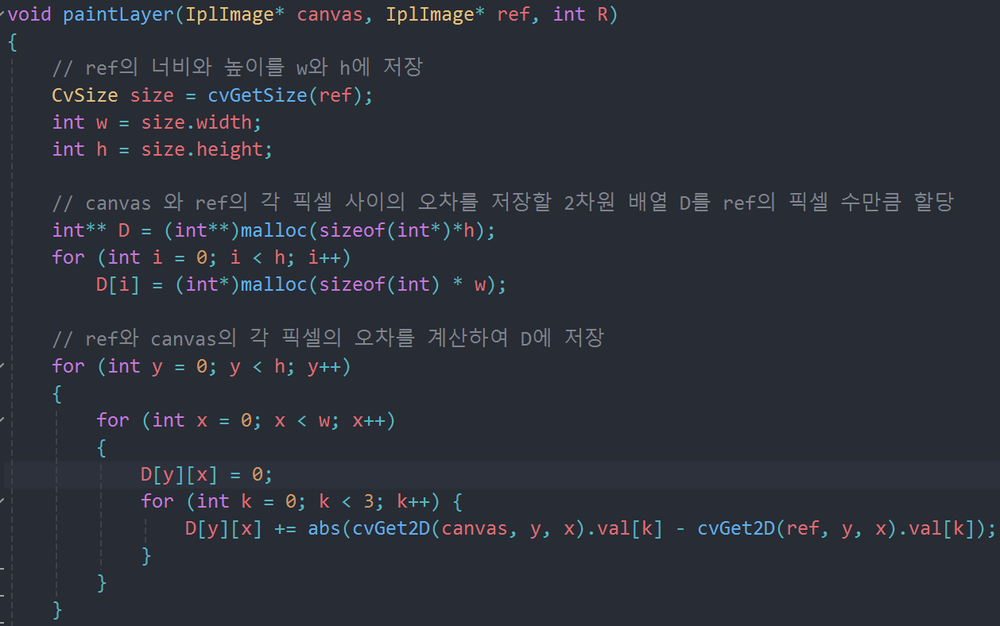 void paintLayer(IplImage* canvas, IplImage* ref, int R)
{
// ref의 너비와 높이를 w와 h에 저장
CvSize size = cvGetSize(ref);
int w = size.width;
int h = size.height;
// canvas 와 ref의 각 픽셀 사이의 오차를 저장할 2차원 배열 D를 ref의 픽셀 수만큼 할당
int** D = (int**)malloc(sizeof(int*)*h);
for (int i = 0; i < h; i++)
D[i] = (int*)malloc(sizeof(int) * w);
// ref와 canvas의 각 픽셀의 오차를 계산하여 D에 저장
for (int y = 0; y < h; y++)
{
for (int x = 0; x < w; x++)
{
D[y][x] = 0;
for (int k = 0; k < 3; k++) {
D[y][x] += abs(cvGet2D(canvas, y, x).val[k] - cvGet2D(ref, y, x).val[k]);
}
}
}